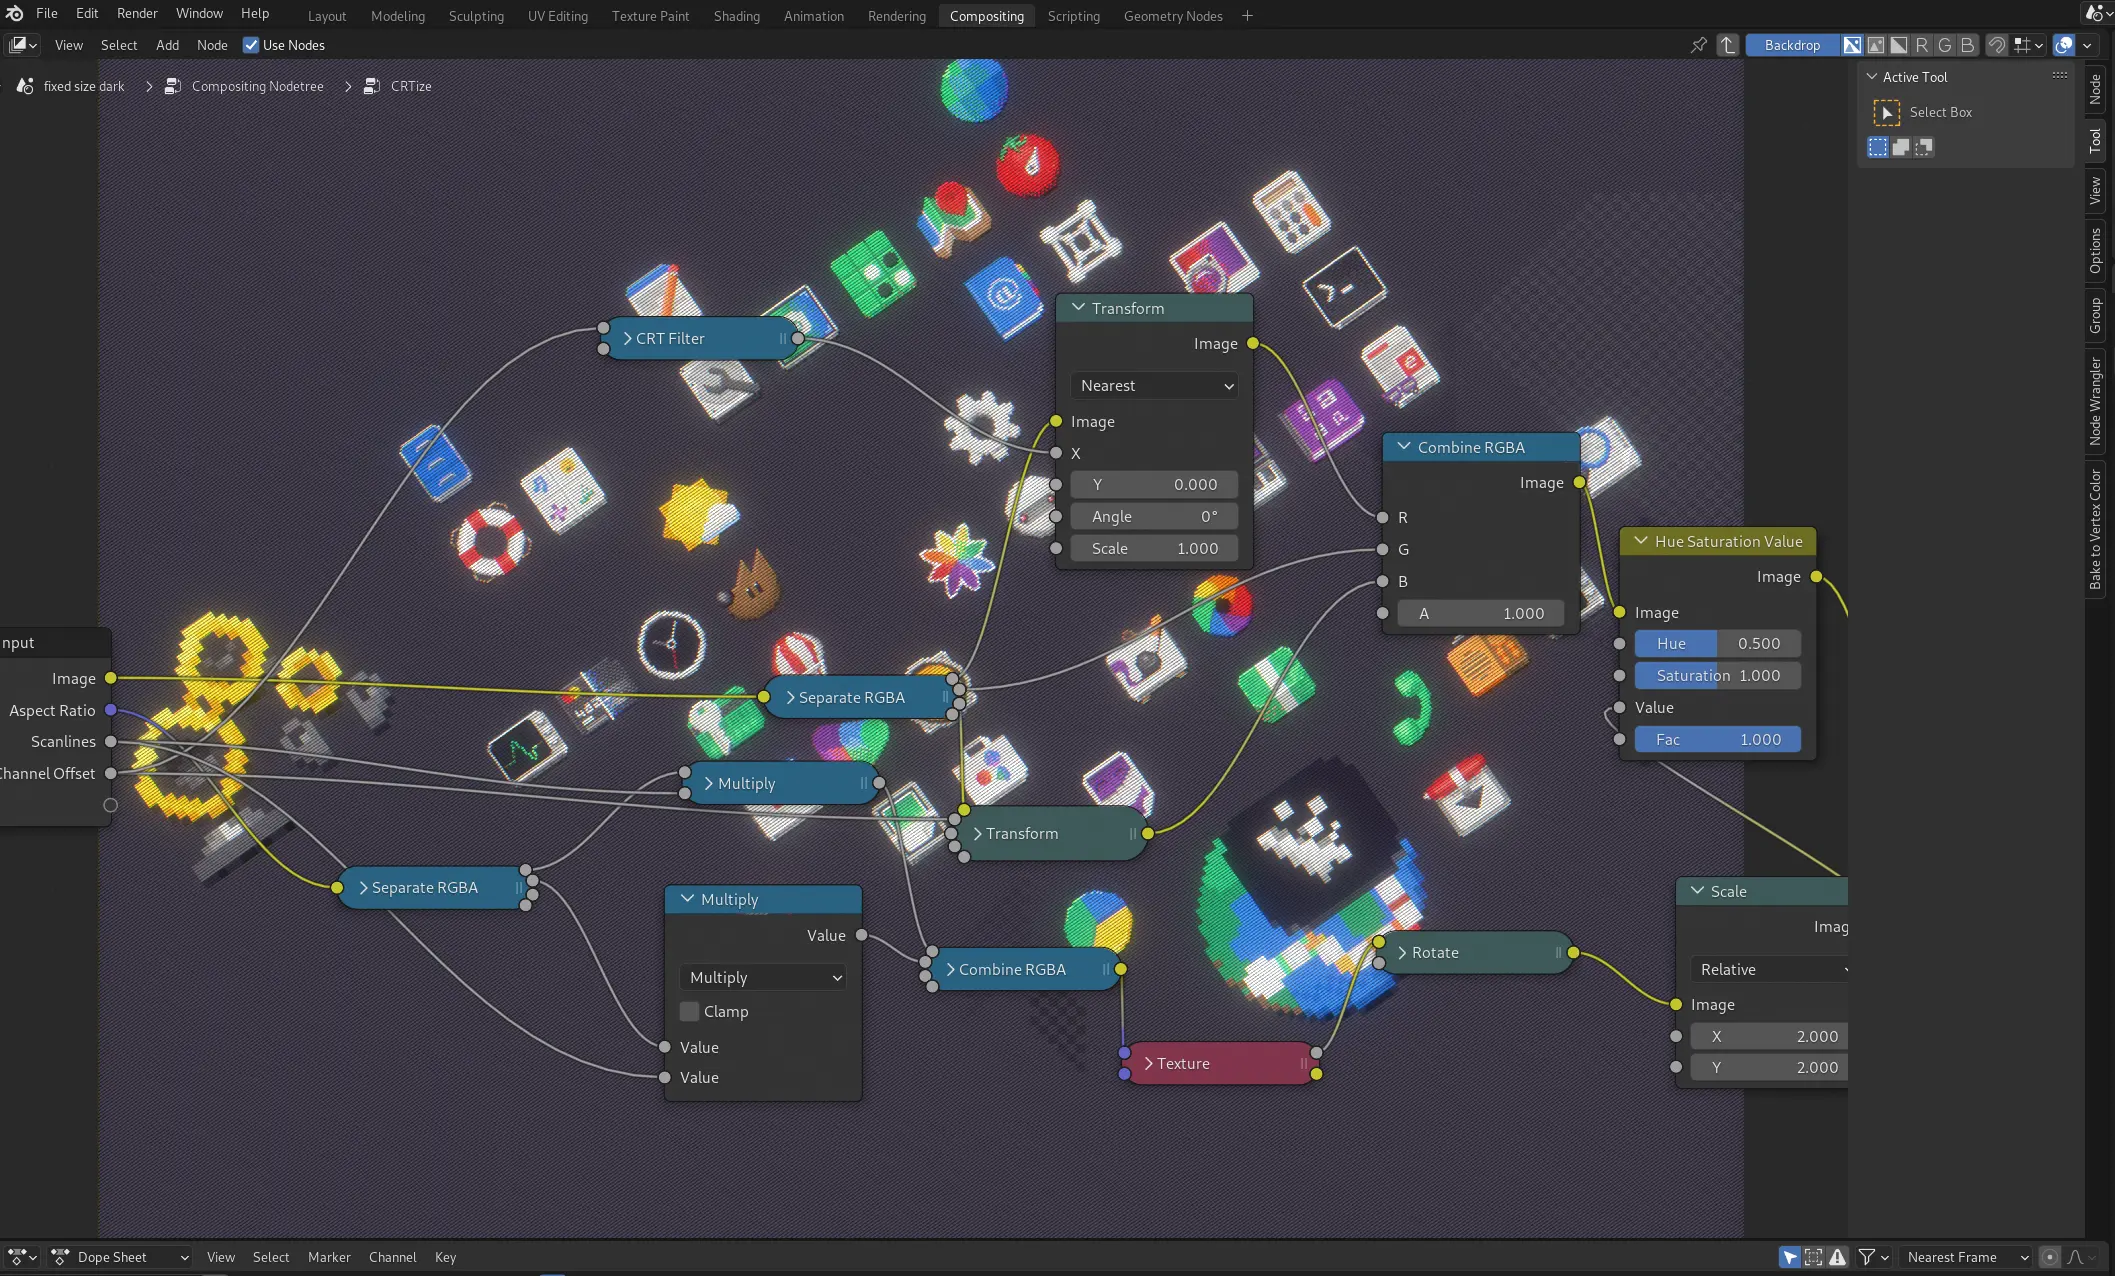 File Edit Render Window Help Layout Modeling Sculpting UV Editing Texture Paint Shading Animation Rendering Compositing Scripting Geometry Nodes +
View Select Add Node Use Nodes Backdrop R G B
fixed size dark > Compositing Nodetree > CRTize
Active Tool
Select Box
Node
Tool
View
Options
Group
Node Wrangler
Bake to Vertex Color
CRT Filter
Transform
Image
Nearest
Image
X
Y 0.000
Angle 0°
Scale 1.000
Combine RGBA
Image
R
G
B
A 1.000
Hue Saturation Value
Image
Image
Hue 0.500
Saturation 1.000
Value
Fac 1.000
nput
Image
Aspect Ratio
Scanlines
Channel Offset
Separate RGBA
Multiply
Transform
Separate RGBA
Multiply
Value
Multiply
Clamp
Value
Value
Combine RGBA
Texture
Rotate
Scale
Imag
Relative
Image
X 2.000
Y 2.000
Dope Sheet View Select Marker Channel Key Nearest Frame